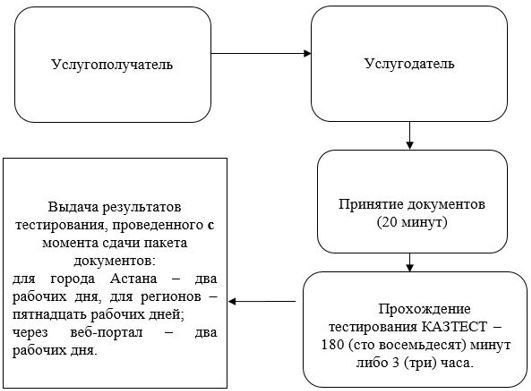 Услугополучатель
Услугодатель
Принятие документов
(20 минут)
Прохождение
тестирования КАЗТЕСТ –
180 (сто восемьдесят) минут
либо 3 (три) часа.
Выдача результатов
тестирования, проведенного с
момента сдачи пакета
документов:
для города Астана – два
рабочих дня, для регионов –
пятнадцать рабочих дней;
через веб-портал – два
рабочих дня.